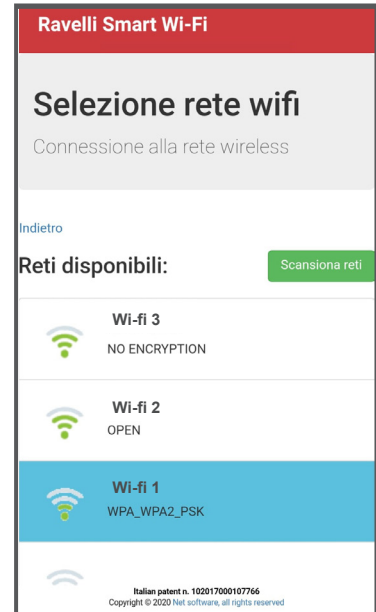 Ravelli Smart Wi-Fi
Selezione rete wifi
Connessione alla rete wireless
Indietro
Reti disponibili:
Scansiona reti
Wi-fi 3
NO ENCRYPTION
Wi-fi 2
OPEN
Wi-fi 1
WPA_WPA2_PSK
Italian patent n. 102017000107766
Copyright © 2020 Net software, all rights reserved